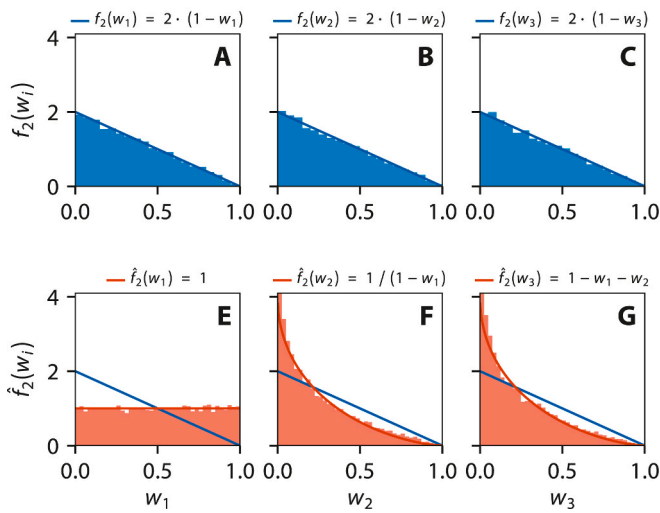 f₂(w₁) = 2 · (1 − w₁) f₂(w₂) = 2 · (1 − w₂) f₂(w₃) = 2 · (1 − w₃)
A B C
4
2
0
f₂(wᵢ)
0.0 0.5 1.0 0.0 0.5 1.0 0.0 0.5 1.0
f̂₂(w₁) = 1 f̂₂(w₂) = 1 / (1 − w₁) f̂₂(w₃) = 1 − w₁ − w₂
E F G
4
2
0
f̂₂(wᵢ)
0.0 0.5 1.0 0.0 0.5 1.0 0.0 0.5 1.0
w₁ w₂ w₃